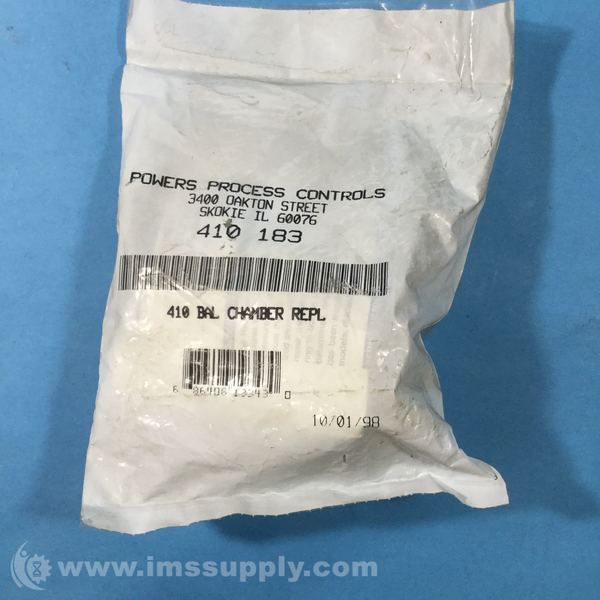 POWERS PROCESS CONTROLS
3400 OAKTON STREET
SKOKIE IL 60076
410 183
410 BAL CHAMBER REPL
10/01/98
www.imssupply.com